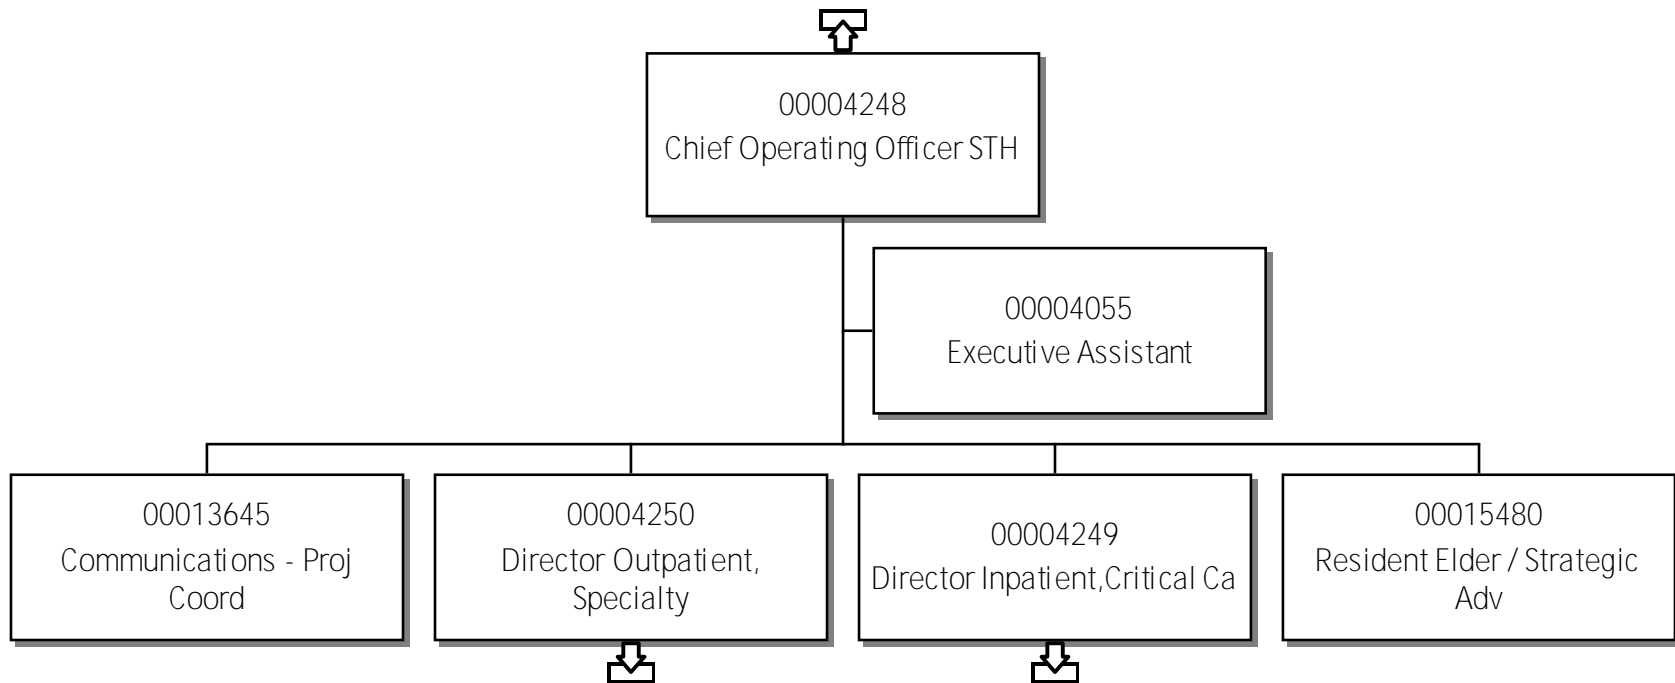 00004248
Chief Operating Officer STH
00004055
Executive Assistant
00013645
Communications - Proj
Coord
00004250
Director Outpatient,
Specialty
00004249
Director Inpatient,Critical Ca
00015480
Resident Elder / Strategic
Adv